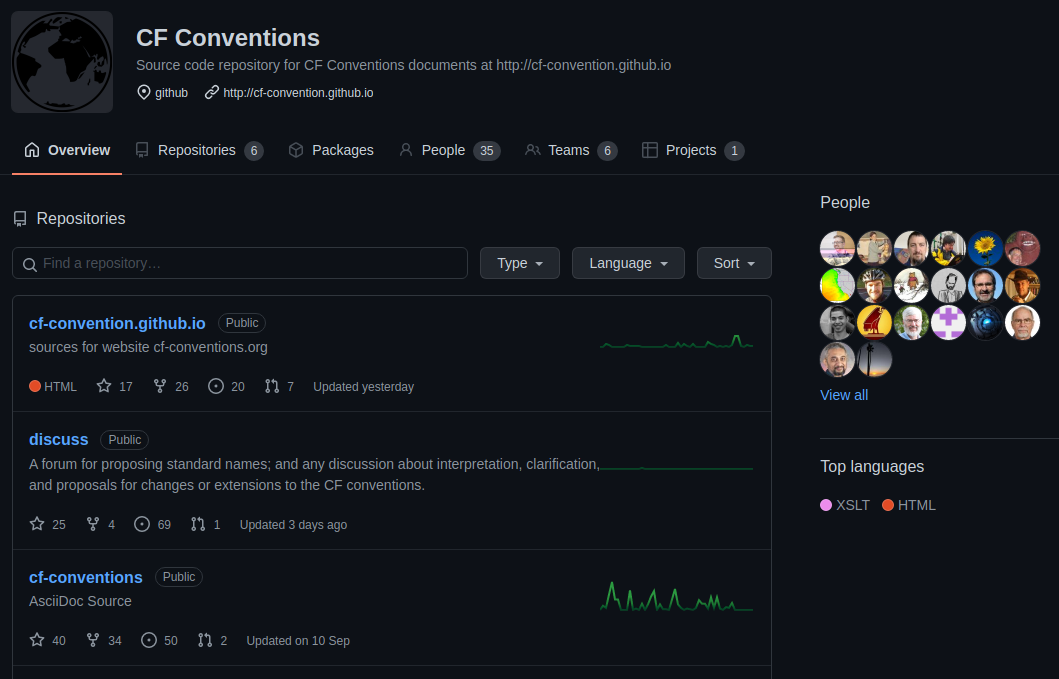 CF Conventions
Source code repository for CF Conventions documents at http://cf-convention.github.io
github http://cf-convention.github.io
Overview Repositories 6 Packages People 35 Teams 6 Projects 1
Repositories
Find a repository…
Type Language Sort
cf-convention.github.io Public
sources for website cf-conventions.org
HTML 17 26 20 7 Updated yesterday
discuss Public
A forum for proposing standard names; and any discussion about interpretation, clarification,
and proposals for changes or extensions to the CF conventions.
25 4 69 1 Updated 3 days ago
cf-conventions Public
AsciiDoc Source
40 34 50 2 Updated on 10 Sep
People
View all
Top languages
XSLT HTML